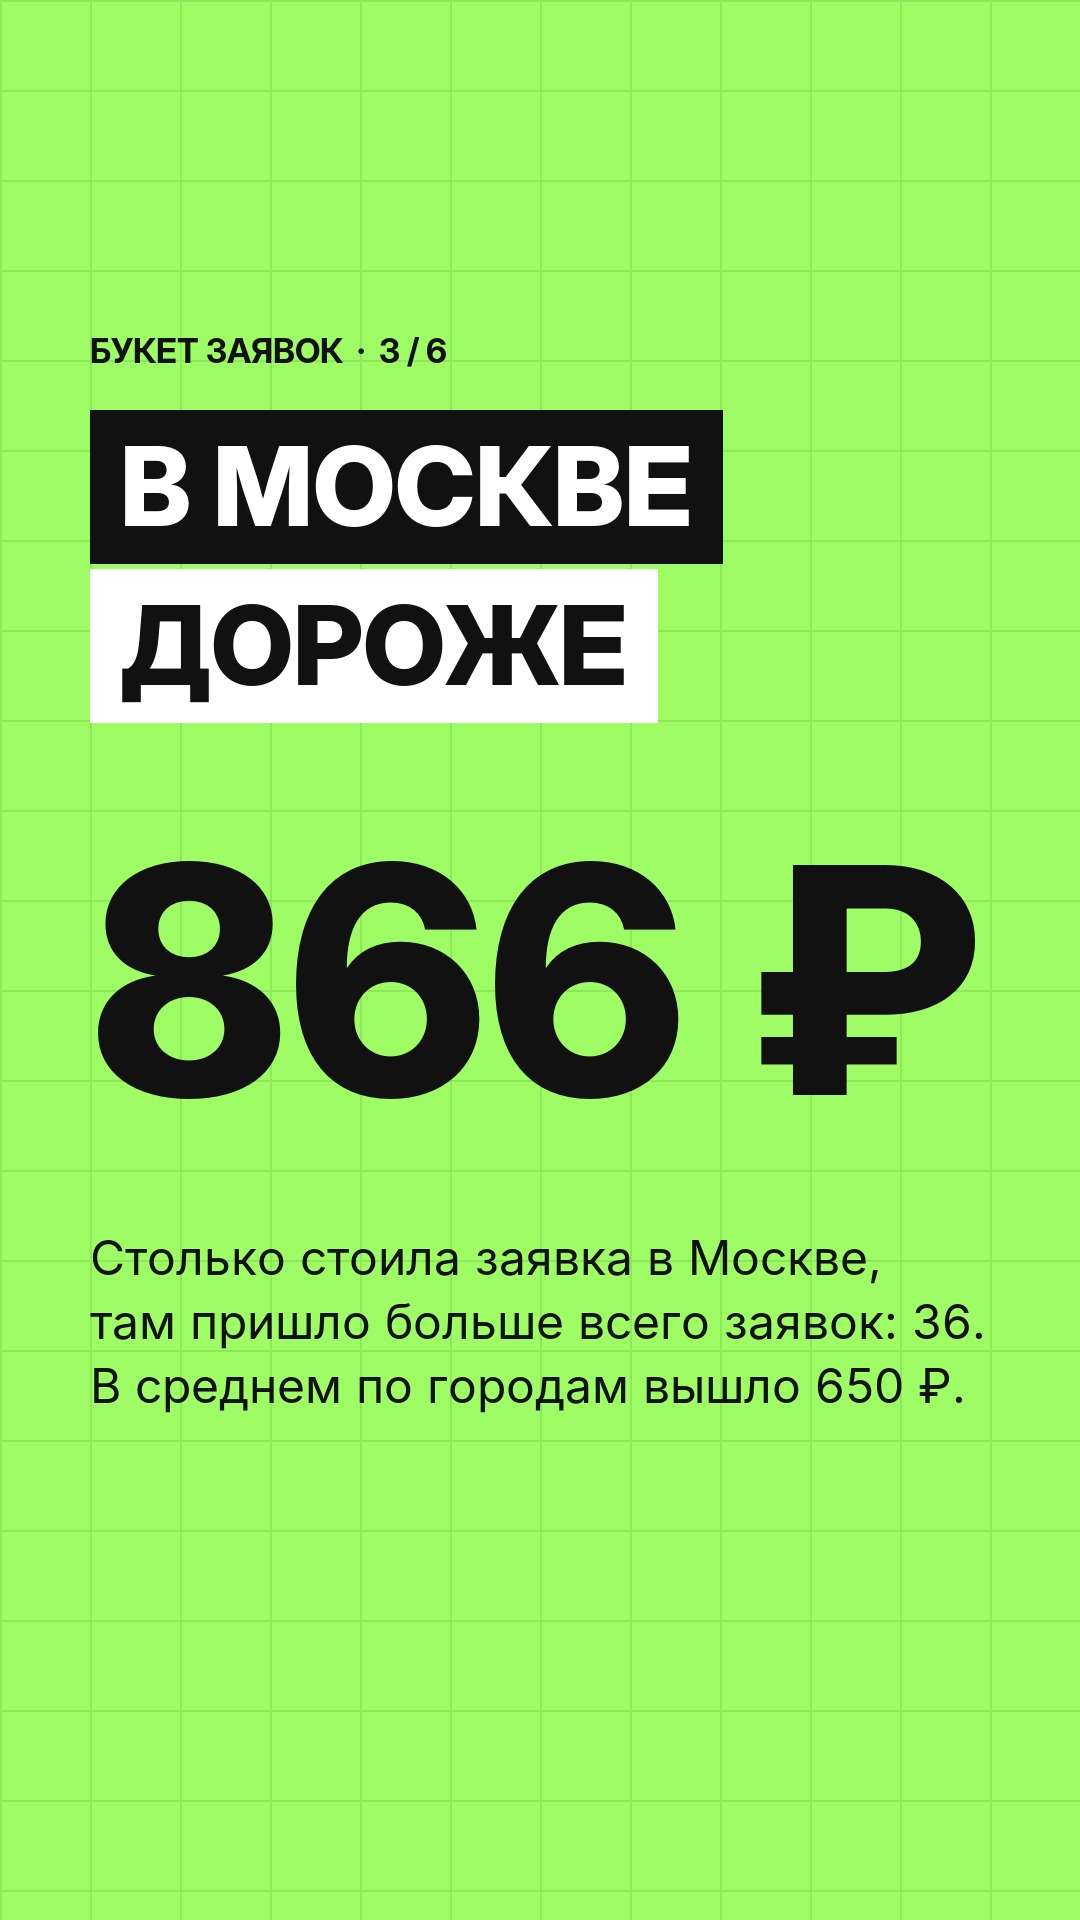 БУКЕТ ЗАЯВОК · 3 / 6
В МОСКВЕ
ДОРОЖЕ
866 ₽
Столько стоила заявка в Москве,
там пришло больше всего заявок: 36.
В среднем по городам вышло 650 ₽.